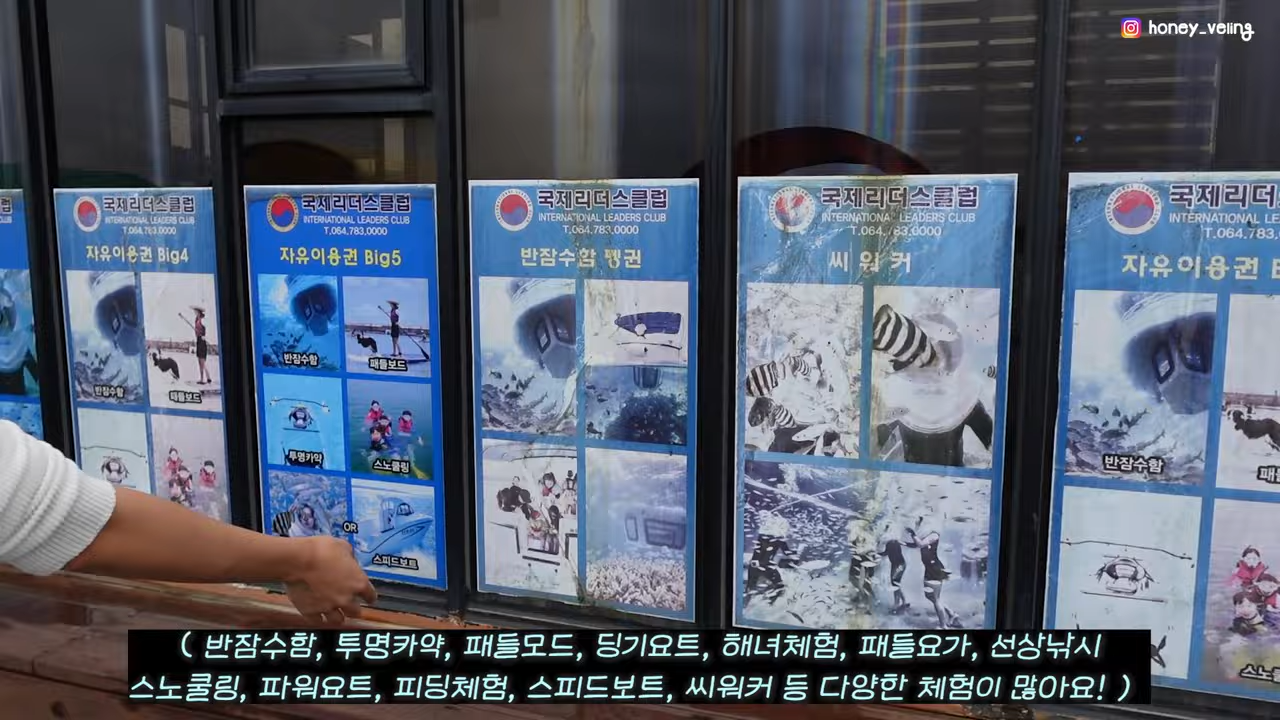 honey_veling
국제리더스클럽
INTERNATIONAL LEADERS CLUB
T.064.783.0000
자유이용권 Big4
반잠수함
패들보드
국제리더스클럽
INTERNATIONAL LEADERS CLUB
T.064.783.0000
자유이용권 Big5
반잠수함
패들보드
투명카약
스노쿨링
OR
스피드보트
국제리더스클럽
INTERNATIONAL LEADERS CLUB
T.064.783.0000
반잠수함 펭귄
국제리더스클럽
INTERNATIONAL LEADERS CLUB
T.064.783.0000
씨워커
국제리더스
INTERNATIONAL LEADERS
자유이용권
반잠수함
( 반잠수함, 투명카약, 패들모드, 딩기요트, 해녀체험, 패들요가, 선상낚시
스노쿨링, 파워요트, 피딩체험, 스피드보트, 씨워커 등 다양한 체험이 많아요! )